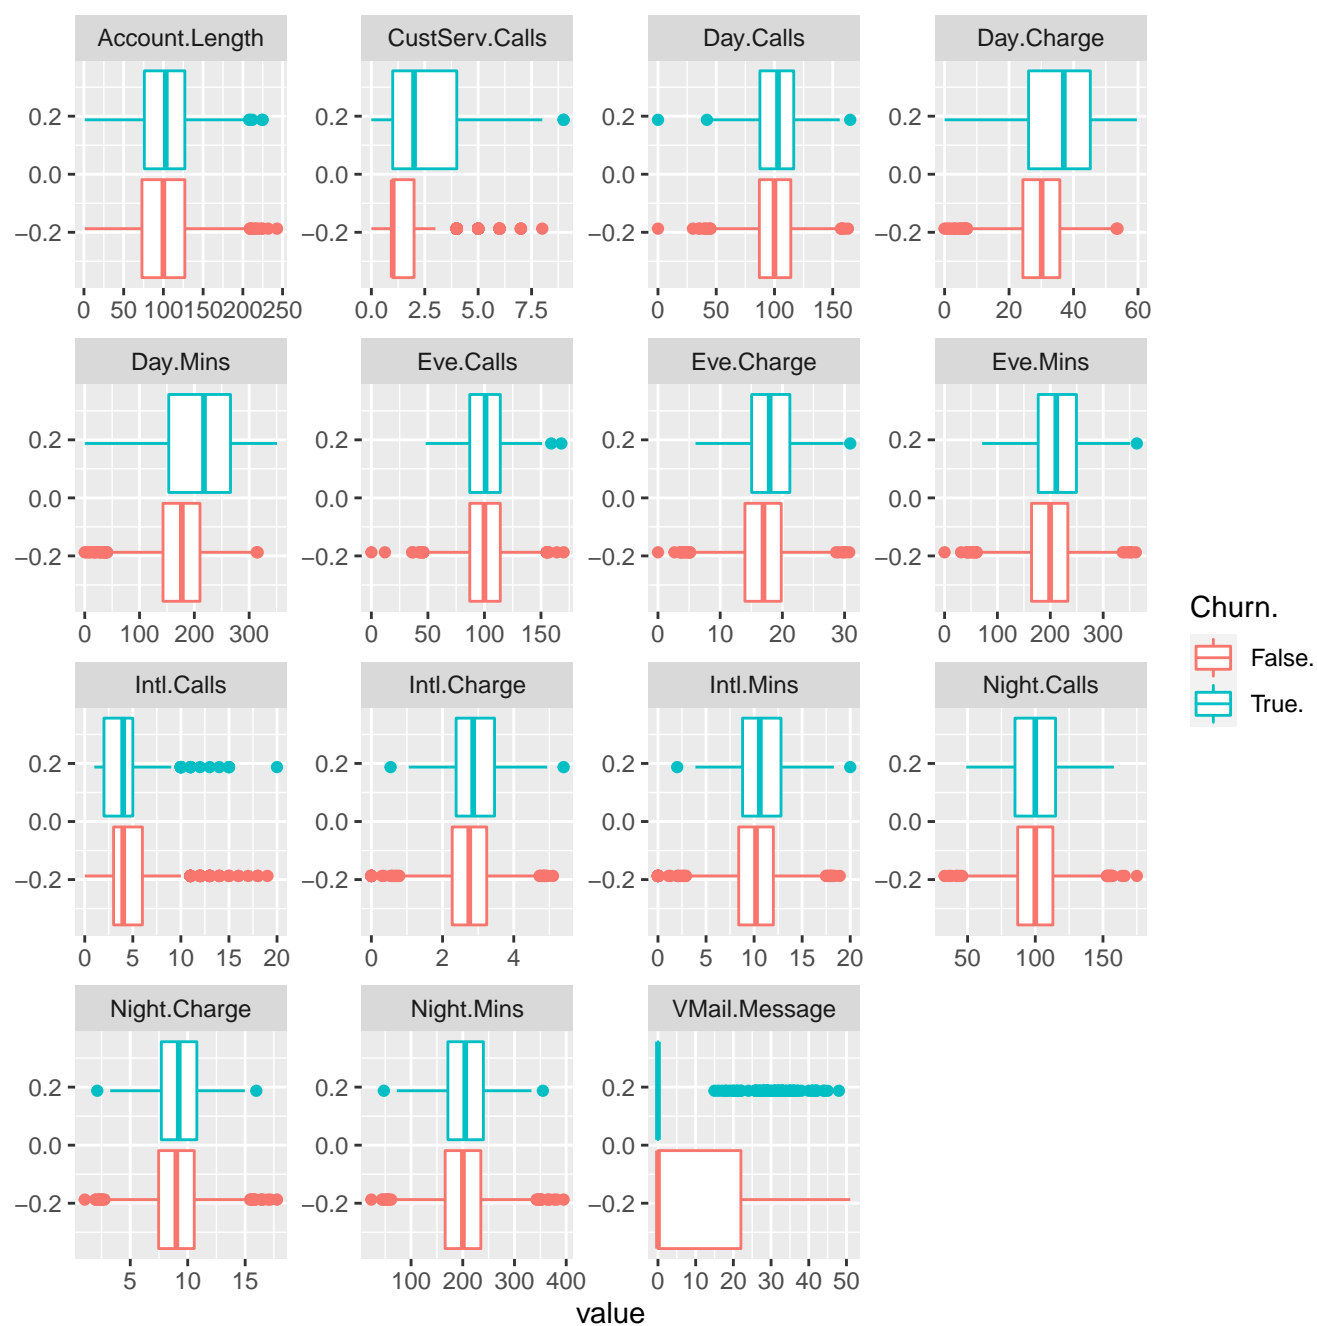 Account.Length CustServ.Calls Day.Calls Day.Charge
0.2 0.2 0.2 0.2
0.0 0.0 0.0 0.0
−0.2 −0.2 −0.2 −0.2
0 50 100 150 200 250 0.0 2.5 5.0 7.5 0 50 100 150 0 20 40 60
Day.Mins Eve.Calls Eve.Charge Eve.Mins
0.2 0.2 0.2 0.2
0.0 0.0 0.0 0.0
−0.2 −0.2 −0.2 −0.2
0 100 200 300 0 50 100 150 0 10 20 30 0 100 200 300
Churn.
False.
True.
Intl.Calls Intl.Charge Intl.Mins Night.Calls
0.2 0.2 0.2 0.2
0.0 0.0 0.0 0.0
−0.2 −0.2 −0.2 −0.2
0 5 10 15 20 0 2 4 0 5 10 15 20 50 100 150
Night.Charge Night.Mins VMail.Message
0.2 0.2 0.2
0.0 0.0 0.0
−0.2 −0.2 −0.2
5 10 15 100 200 300 400 0 10 20 30 40 50
value